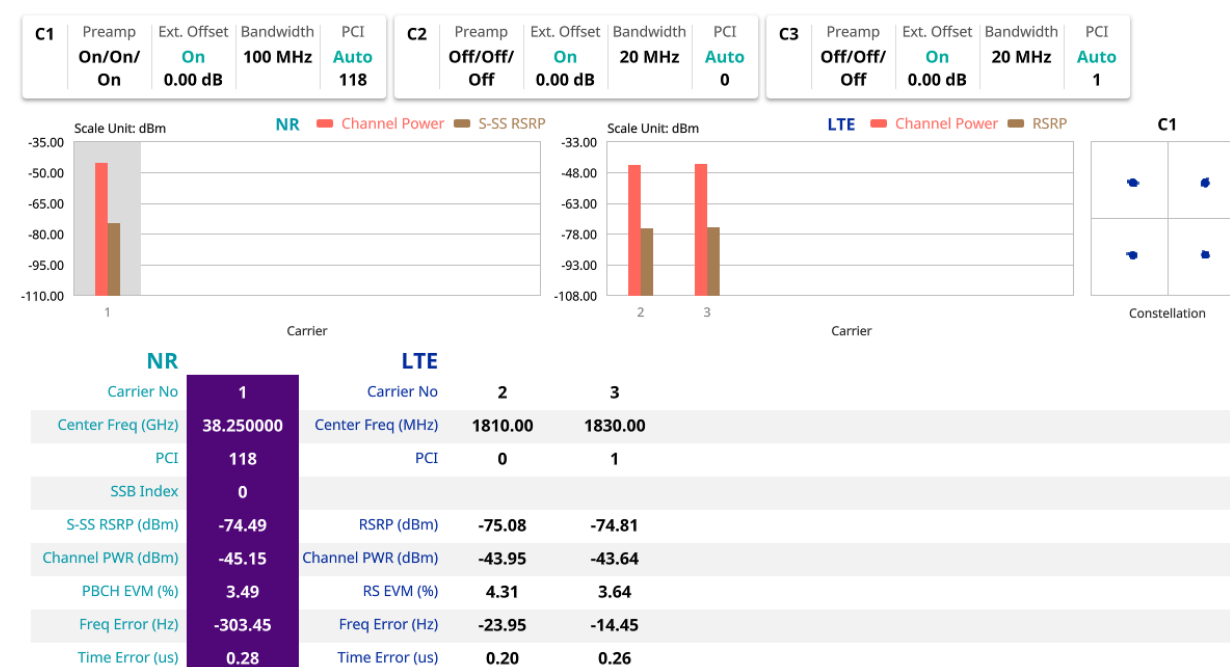 C1 Preamp Ext. Offset Bandwidth PCI C2 Preamp Ext. Offset Bandwidth PCI C3 Preamp Ext. Offset Bandwidth PCI
On/On/ On 100 MHz Auto Off/Off/ On 20 MHz Auto Off/Off/ On 20 MHz Auto
On 0.00 dB 118 Off 0.00 dB 0 Off 0.00 dB 1
Scale Unit: dBm NR Channel Power S-SS RSRP
-35.00
-50.00
-65.00
-80.00
-95.00
-110.00
1
Carrier
Scale Unit: dBm LTE Channel Power RSRP
-33.00
-48.00
-63.00
-78.00
-93.00
-108.00
2 3
Carrier
C1
Constellation
NR LTE
Carrier No 1 Carrier No 2 3
Center Freq (GHz) 38.250000 Center Freq (MHz) 1810.00 1830.00
PCI 118 PCI 0 1
SSB Index 0
S-SS RSRP (dBm) -74.49 RSRP (dBm) -75.08 -74.81
Channel PWR (dBm) -45.15 Channel PWR (dBm) -43.95 -43.64
PBCH EVM (%) 3.49 RS EVM (%) 4.31 3.64
Freq Error (Hz) -303.45 Freq Error (Hz) -23.95 -14.45
Time Error (us) 0.28 Time Error (us) 0.20 0.26